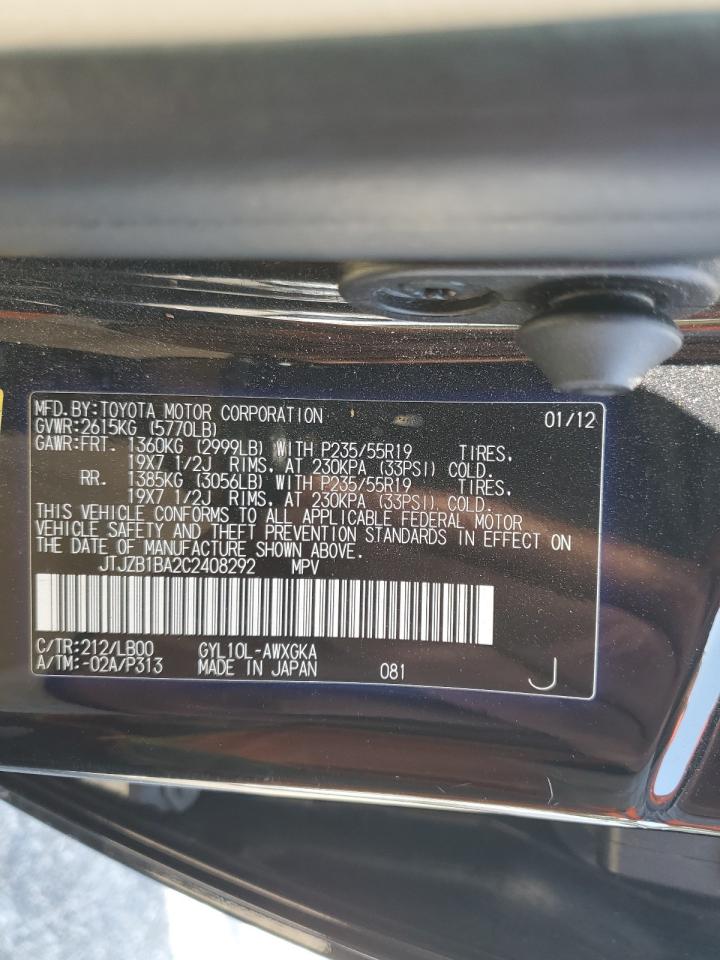 MFD.BY:TOYOTA MOTOR CORPORATION 01/12
GVWR:2615KG (5770LB)
GAWR:FRT. 1360KG (2999LB) WITH P235/55R19 TIRES,
19X7 1/2J RIMS, AT 230KPA (33PSI) COLD.
RR. 1385KG (3056LB) WITH P235/55R19 TIRES,
19X7 1/2J RIMS, AT 230KPA (33PSI) COLD.
THIS VEHICLE CONFORMS TO ALL APPLICABLE FEDERAL MOTOR
VEHICLE SAFETY AND THEFT PREVENTION STANDARDS IN EFFECT ON
THE DATE OF MANUFACTURE SHOWN ABOVE.
JTJZB1BA2C2408292 MPV
C/TR:212/LB00 GYL10L-AWXGKA
A/TM:-02A/P313 MADE IN JAPAN 081 J